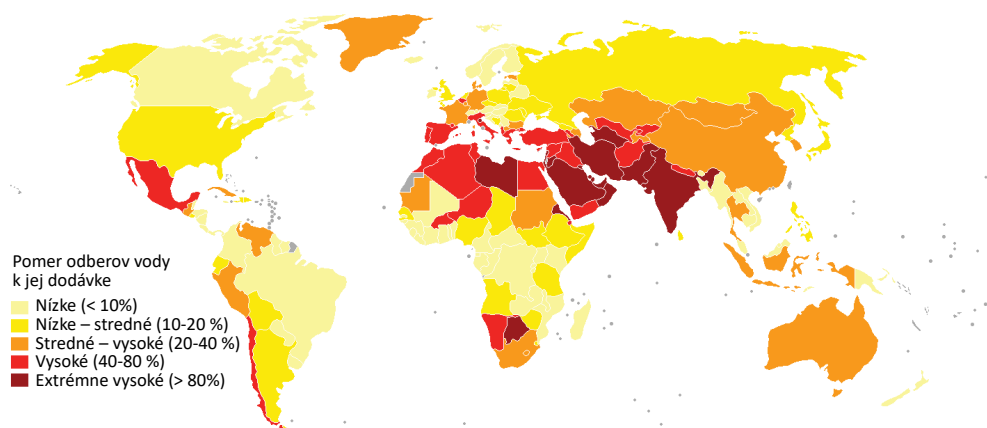 Pomer odberov vody
k jej dodávke
Nízke (< 10%)
Nízke – stredné (10-20 %)
Stredné – vysoké (20-40 %)
Vysoké (40-80 %)
Extrémne vysoké (> 80%)